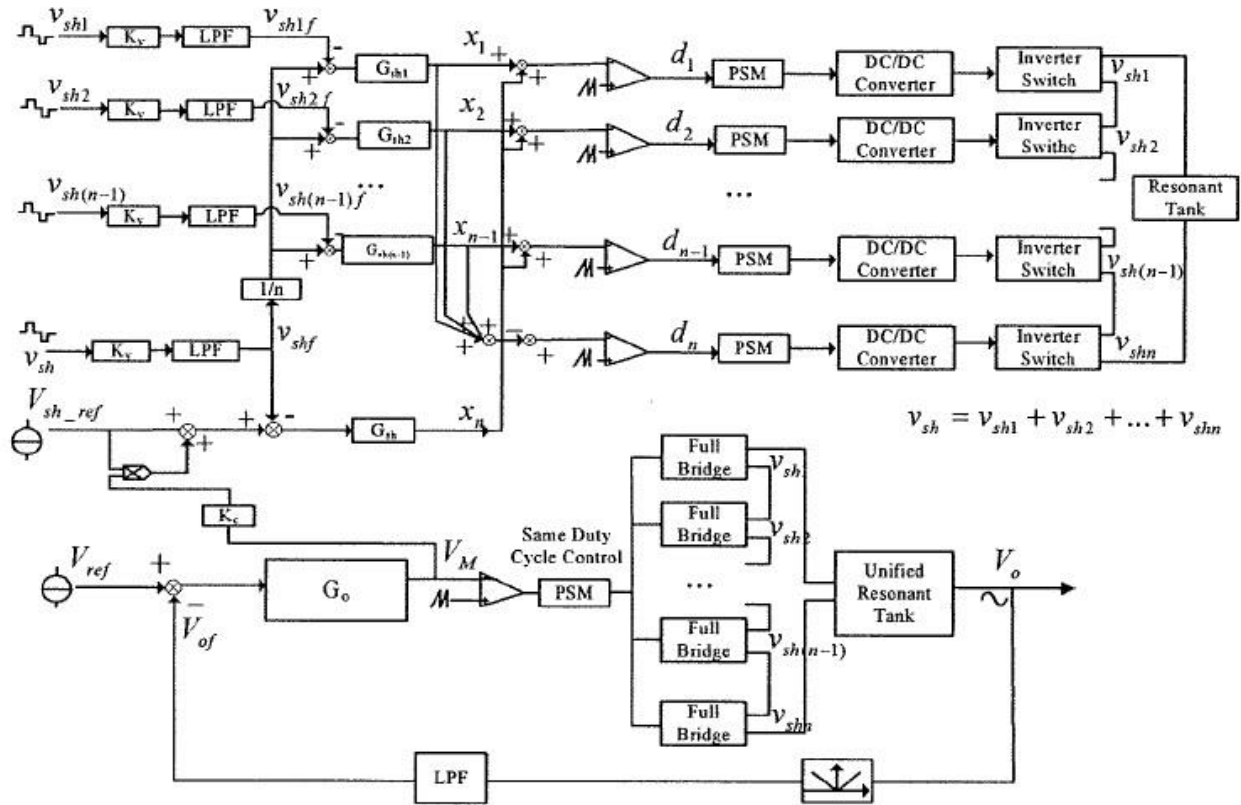 v_sh1 K_v LPF v_sh1f - + G_sh1 x_1 + + d_1 PSM DC/DC Converter Inverter Switch v_sh1
v_sh2 K_v LPF v_sh2f - + G_sh2 x_2 + + d_2 PSM DC/DC Converter Inverter Swithc v_sh2
... ...
Resonant Tank
v_sh(n-1) K_v LPF v_sh(n-1)f - + G_sh(n-1) x_n-1 + + d_n-1 PSM DC/DC Converter Inverter Switch v_sh(n-1)
1/n
v_sh K_v LPF v_shf + + + - + d_n PSM DC/DC Converter Inverter Switch v_shn
V_sh_ref + + + - G_sh x_n
v_sh = v_sh1 + v_sh2 + ... + v_shn
K_c
Full Bridge v_sh1
Full Bridge v_sh2
Same Duty Cycle Control
V_ref + - V_of G_o V_M PSM ... Unified Resonant Tank V_o
Full Bridge v_sh(n-1)
Full Bridge v_shn
LPF